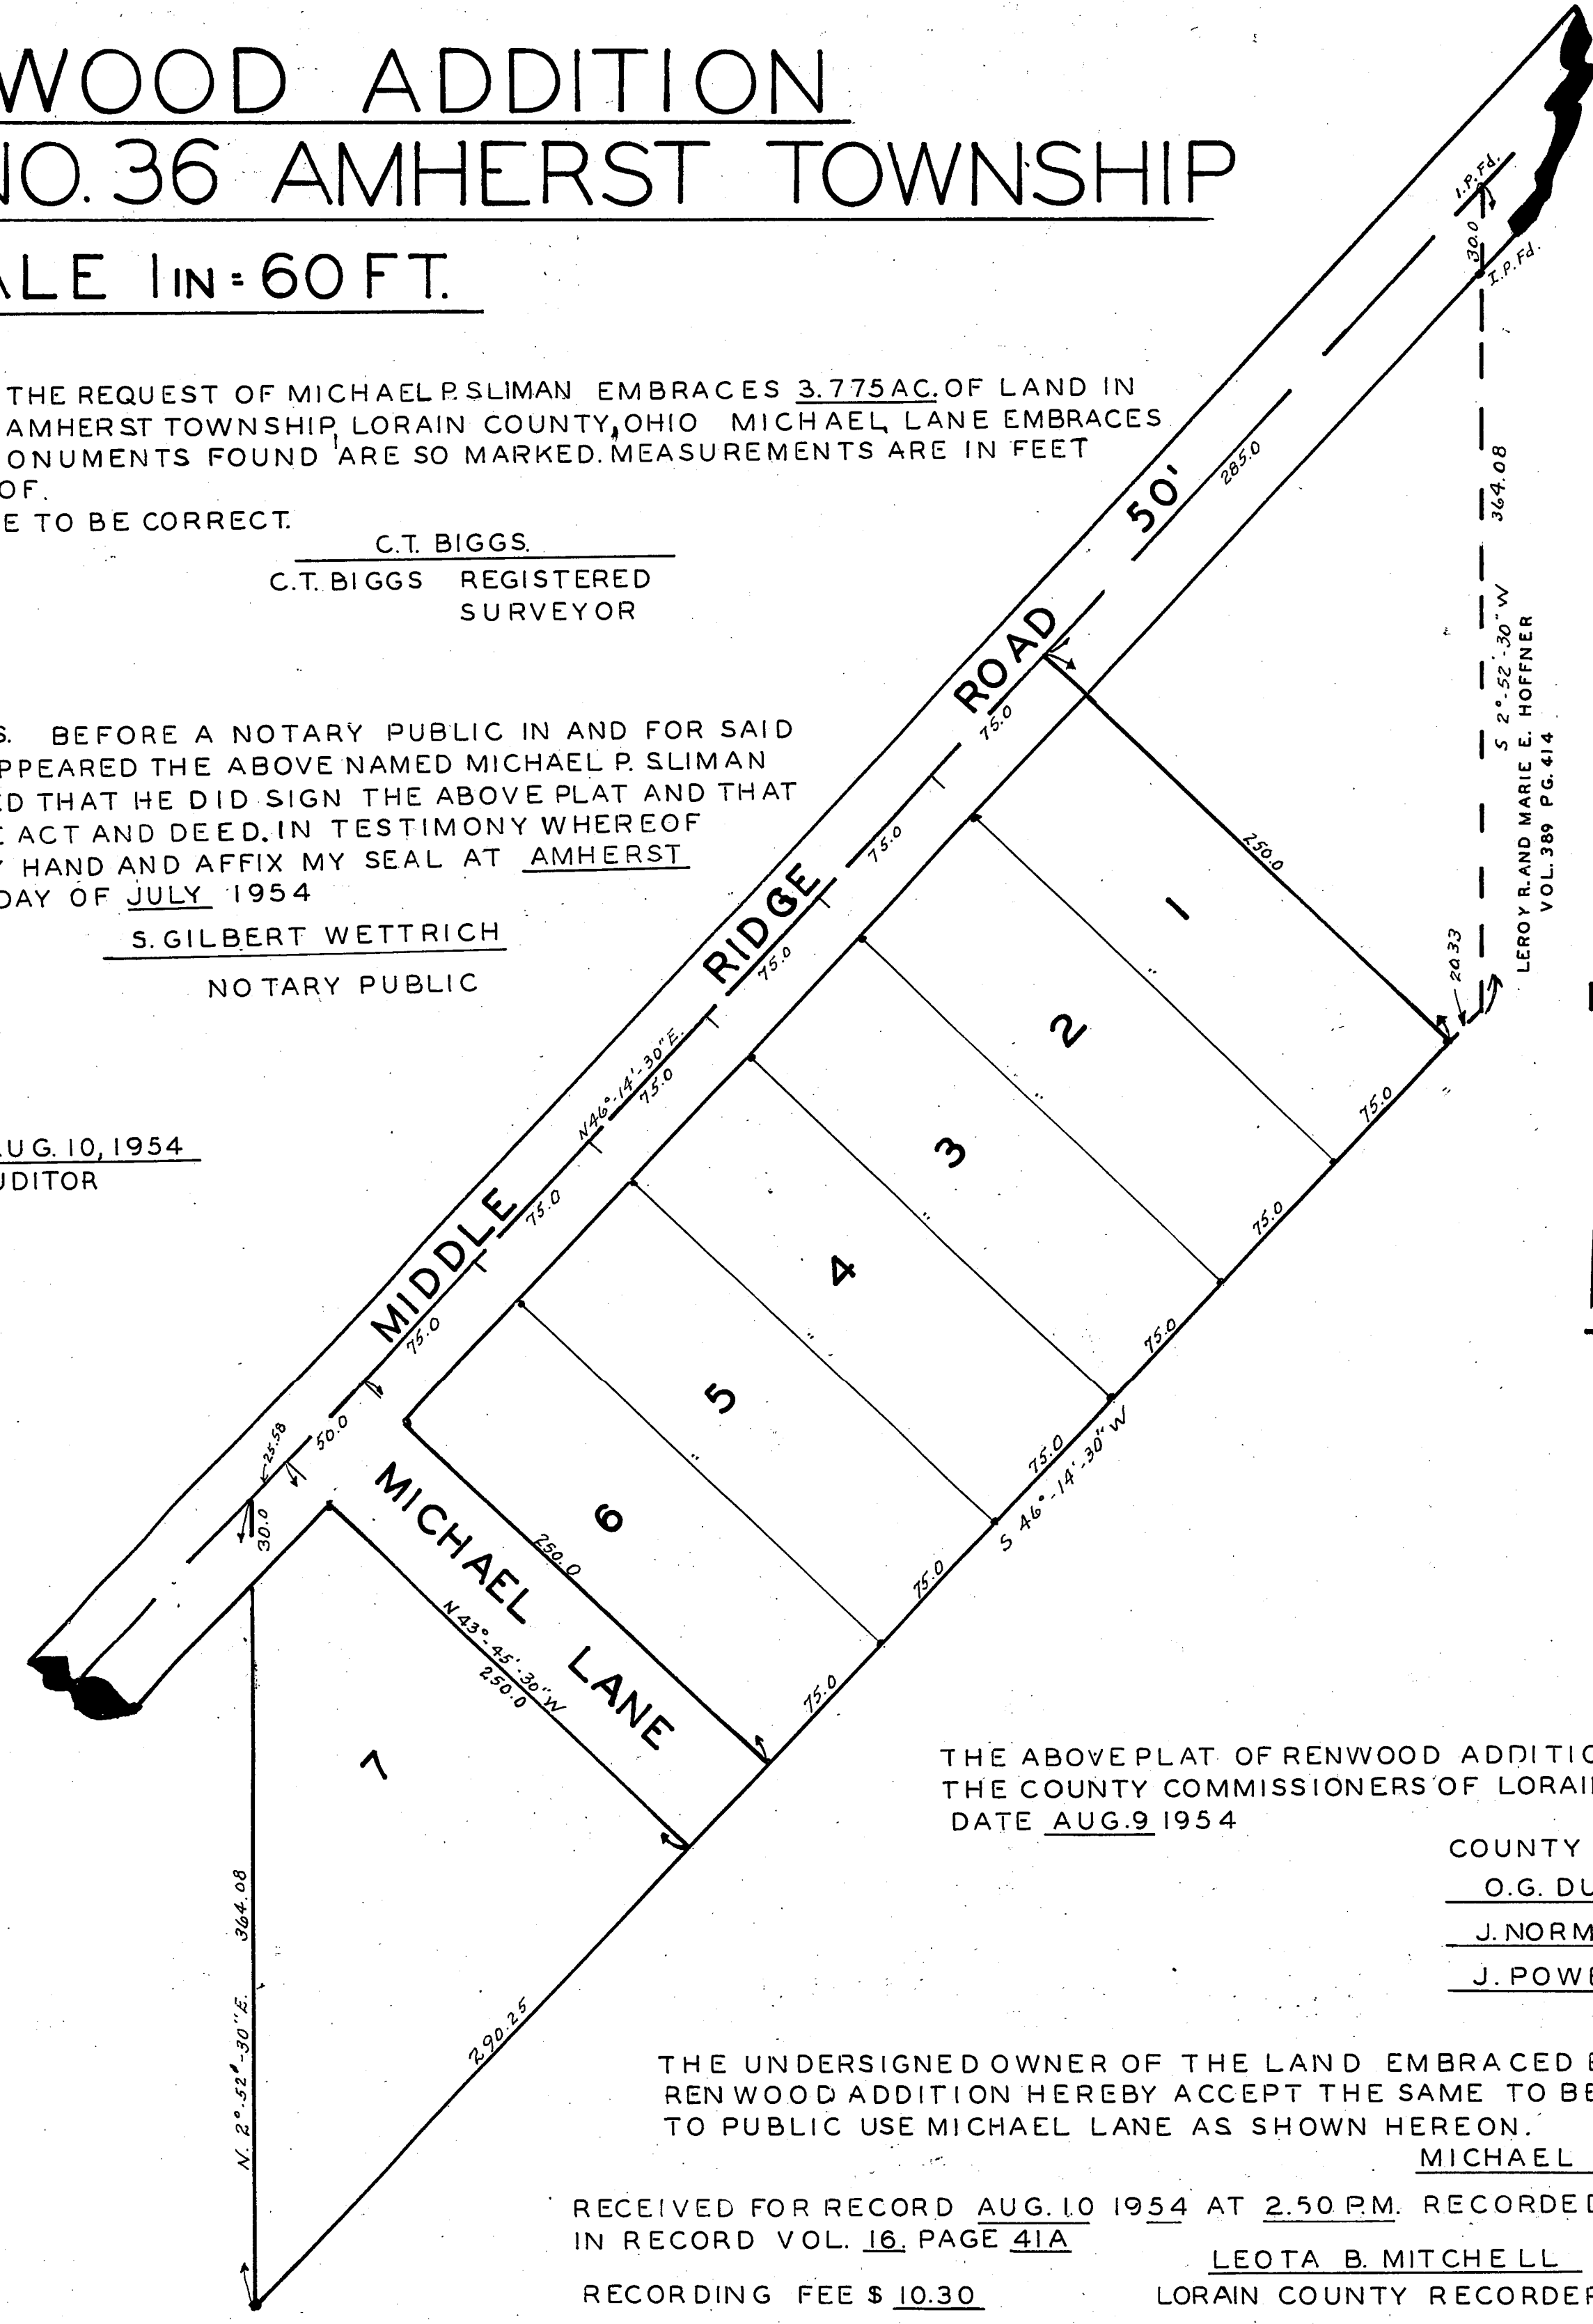 WOOD ADDITION
NO. 36 AMHERST TOWNSHIP
ALE 1 IN = 60 FT.
THE REQUEST OF MICHAEL P. SLIMAN EMBRACES 3.775 AC. OF LAND IN
AMHERST TOWNSHIP, LORAIN COUNTY, OHIO MICHAEL LANE EMBRACES
ONUMENTS FOUND ARE SO MARKED. MEASUREMENTS ARE IN FEET
OF.
E TO BE CORRECT.
C.T. BIGGS.
C.T. BIGGS REGISTERED
SURVEYOR
S. BEFORE A NOTARY PUBLIC IN AND FOR SAID
PPEARED THE ABOVE NAMED MICHAEL P. SLIMAN
ED THAT HE DID SIGN THE ABOVE PLAT AND THAT
E ACT AND DEED. IN TESTIMONY WHEREOF
Y HAND AND AFFIX MY SEAL AT AMHERST
DAY OF JULY 1954
S. GILBERT WETTRICH
NOTARY PUBLIC
AUG. 10, 1954
UDITOR
I.P. Fd.
30.0
I.P. Fd.
MIDDLE RIDGE ROAD 50'
285.0
75.0
75.0
75.0
N 46°-14'-30" E.
75.0
75.0
75.0
50.0
25.58
30.0
364.08
S 2°-52'-30" W
LEROY R. AND MARIE E. HOFFNER
VOL. 389 PG. 414
20.33
250.0
1
"
2
"
3
"
4
"
5
"
6
250.0
MICHAEL LANE
N 43°-45'-30" W
250.0
7
75.0
75.0
75.0
75.0
S 46°-14'-30" W
75.0
75.0
"
290.25
N. 2°-52'-30" E. 364.08
THE ABOVE PLAT OF RENWOOD ADDITIO
THE COUNTY COMMISSIONERS OF LORAI
DATE AUG. 9 1954
COUNTY
O.G. DU
J. NORM
J. POWE
THE UNDERSIGNED OWNER OF THE LAND EMBRACED B
RENWOOD ADDITION HEREBY ACCEPT THE SAME TO BE
TO PUBLIC USE MICHAEL LANE AS SHOWN HEREON.
MICHAEL
RECEIVED FOR RECORD AUG. 10 1954 AT 2.50 P.M. RECORDED
IN RECORD VOL. 16. PAGE 41A
LEOTA B. MITCHELL
RECORDING FEE $ 10.30 LORAIN COUNTY RECORDER